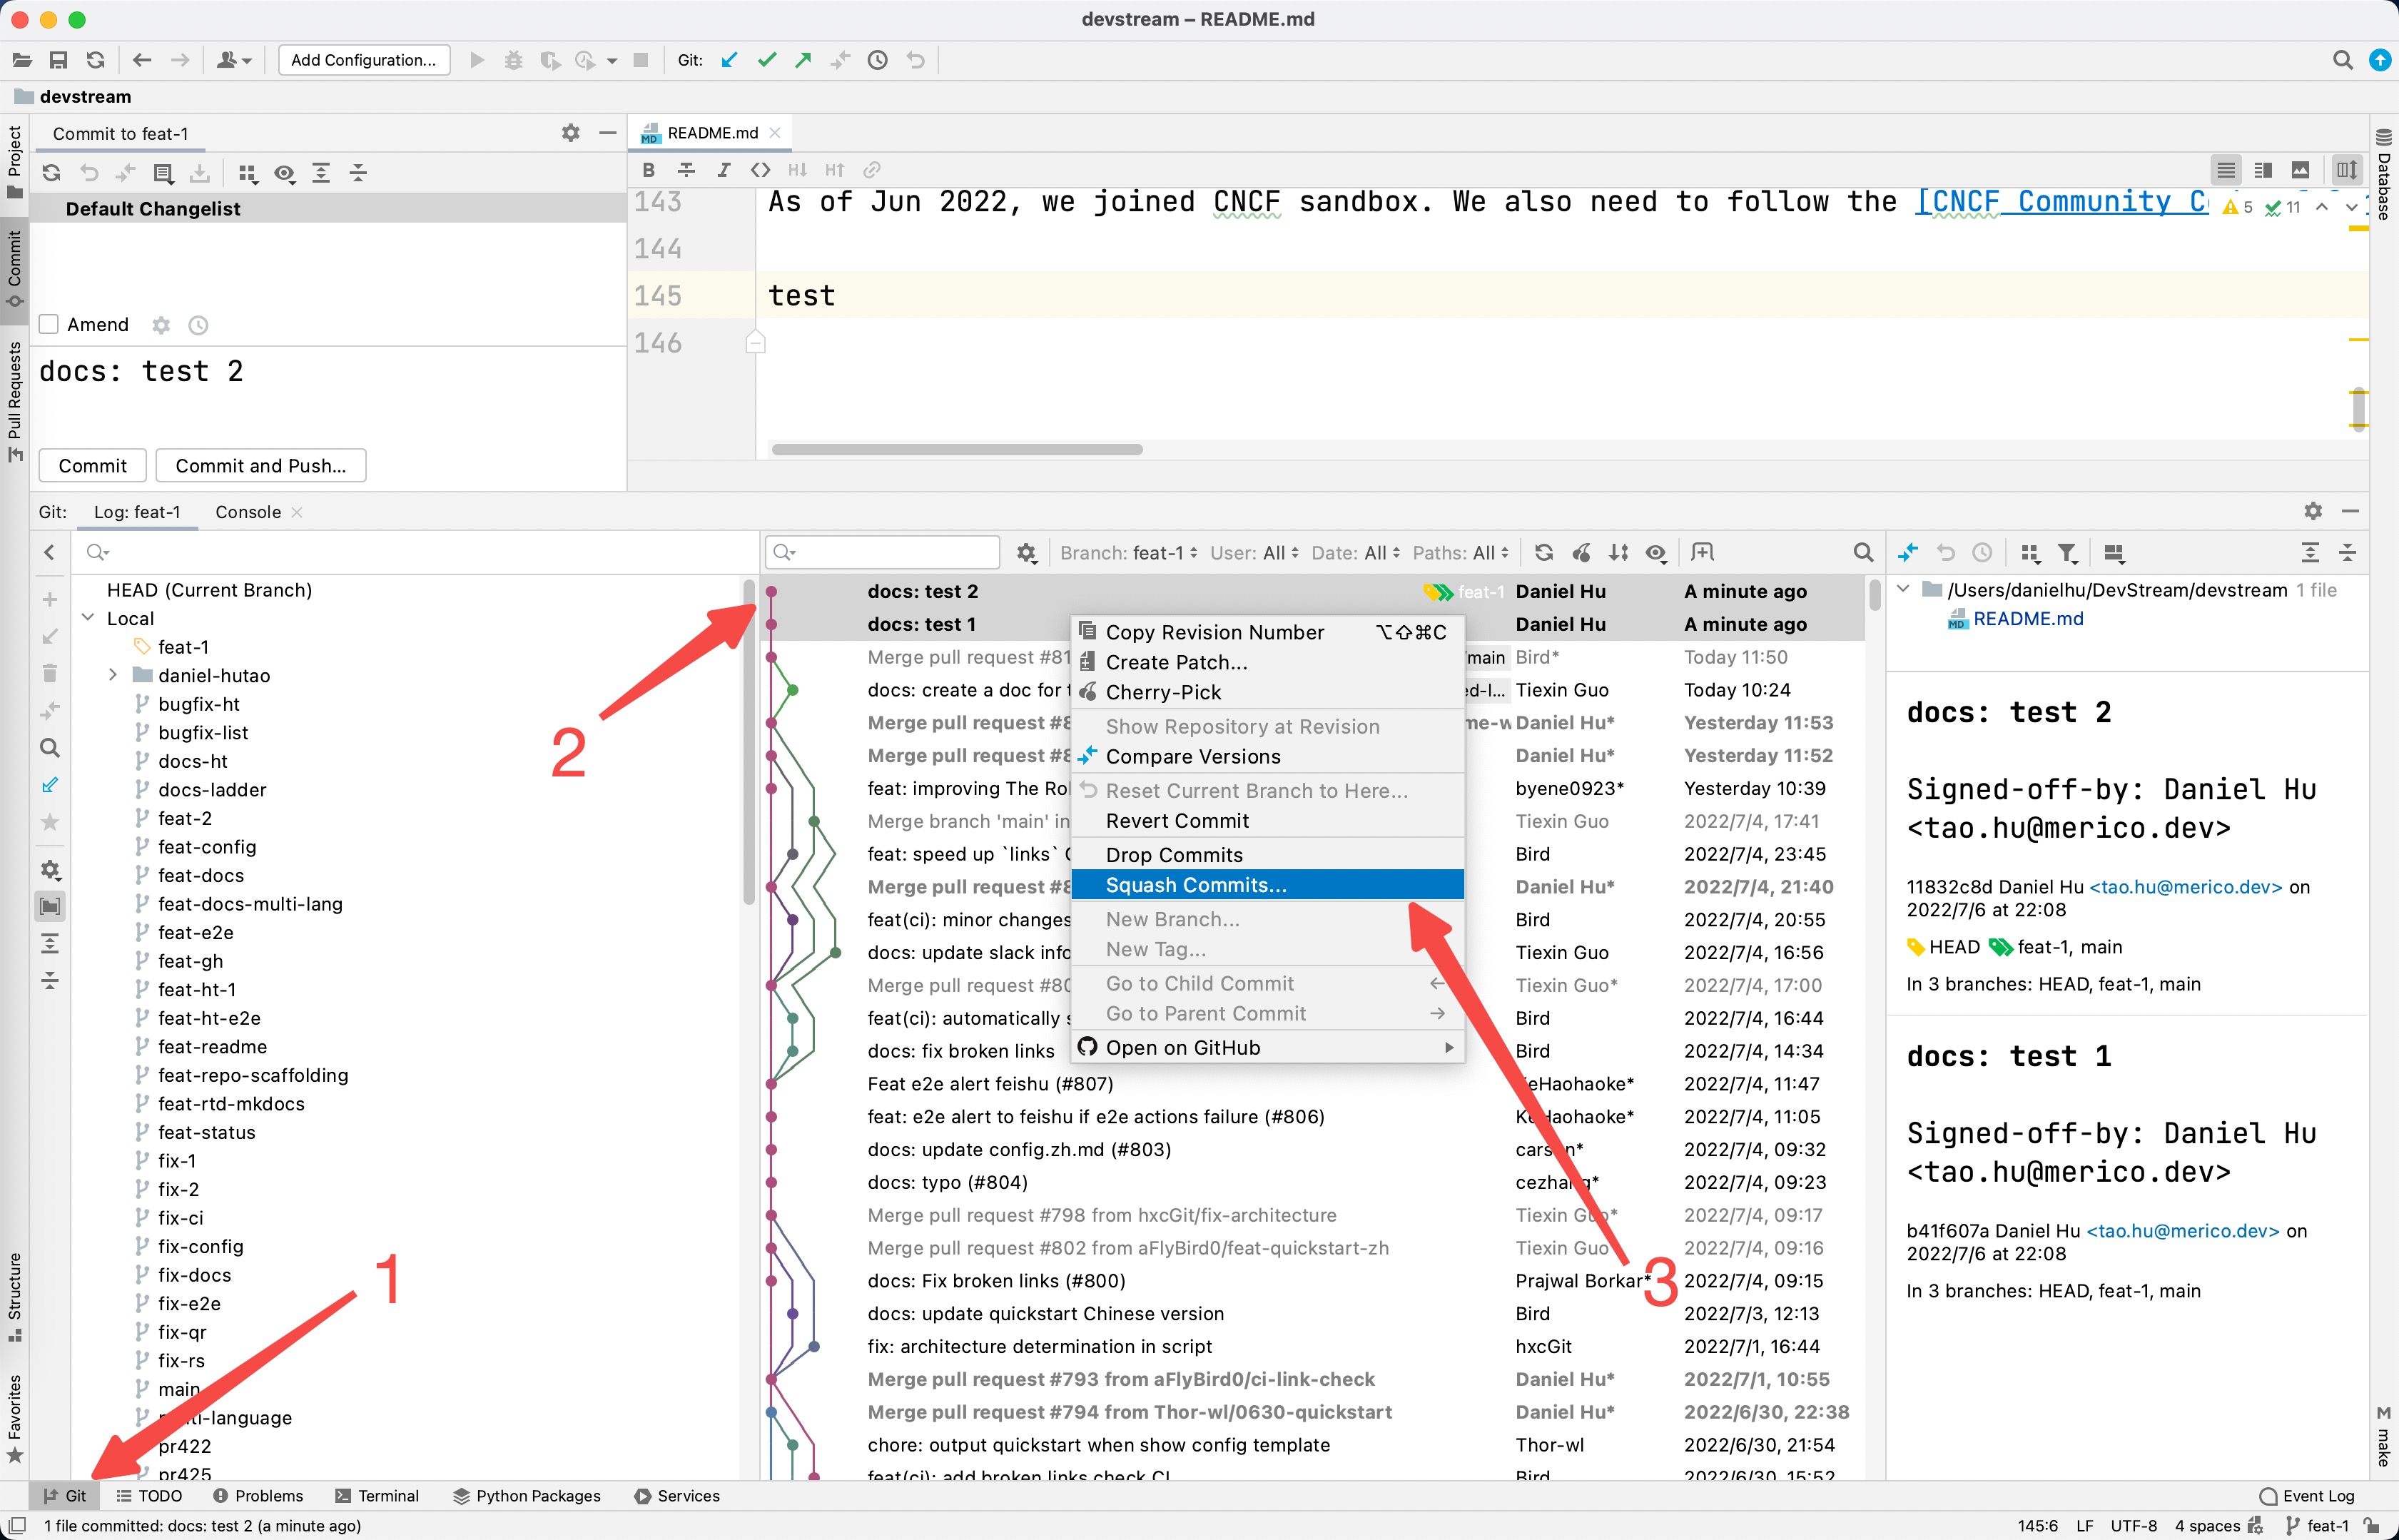 devstream – README.md
Add Configuration...
Git:
devstream
Project
Commit
Pull Requests
Structure
Favorites
Commit to feat-1
Default Changelist
Amend
docs: test 2
Commit
Commit and Push...
README.md
B I <> H↓ H↑
143 As of Jun 2022, we joined CNCF sandbox. We also need to follow the [CNCF Community C
5 11
144
145 test
146
Database
make
Git: Log: feat-1 Console
HEAD (Current Branch)
Local
feat-1
daniel-hutao
bugfix-ht
bugfix-list
docs-ht
docs-ladder
feat-2
feat-config
feat-docs
feat-docs-multi-lang
feat-e2e
feat-gh
feat-ht-1
feat-ht-e2e
feat-readme
feat-repo-scaffolding
feat-rtd-mkdocs
feat-status
fix-1
fix-2
fix-ci
fix-config
fix-docs
fix-e2e
fix-qr
fix-rs
main
pr422
pr425
1
2
3
Branch: feat-1 User: All Date: All Paths: All
docs: test 2 feat-1 Daniel Hu A minute ago
docs: test 1 Daniel Hu A minute ago
Merge pull request #81 /main Bird* Today 11:50
docs: create a doc for ed-l... Tiexin Guo Today 10:24
Merge pull request #8 me-w Daniel Hu* Yesterday 11:53
Merge pull request #8 Daniel Hu* Yesterday 11:52
feat: improving The Ro byene0923* Yesterday 10:39
Merge branch 'main' in Tiexin Guo 2022/7/4, 17:41
feat: speed up `links` Bird 2022/7/4, 23:45
Merge pull request #8 Daniel Hu* 2022/7/4, 21:40
feat(ci): minor changes Bird 2022/7/4, 20:55
docs: update slack info Tiexin Guo 2022/7/4, 16:56
Merge pull request #80 Tiexin Guo* 2022/7/4, 17:00
feat(ci): automatically s Bird 2022/7/4, 16:44
docs: fix broken links Bird 2022/7/4, 14:34
Feat e2e alert feishu (#807) KeHaohaoke* 2022/7/4, 11:47
feat: e2e alert to feishu if e2e actions failure (#806) KeHaohaoke* 2022/7/4, 11:05
docs: update config.zh.md (#803) 2022/7/4, 09:32
docs: typo (#804) cezhang* 2022/7/4, 09:23
Merge pull request #798 from hxcGit/fix-architecture Tiexin Guo* 2022/7/4, 09:17
Merge pull request #802 from aFlyBird0/feat-quickstart-zh Tiexin Guo 2022/7/4, 09:16
docs: Fix broken links (#800) Prajwal Borkar* 2022/7/4, 09:15
docs: update quickstart Chinese version Bird 2022/7/3, 12:13
fix: architecture determination in script hxcGit 2022/7/1, 16:44
Merge pull request #793 from aFlyBird0/ci-link-check Daniel Hu* 2022/7/1, 10:55
Merge pull request #794 from Thor-wl/0630-quickstart Daniel Hu* 2022/6/30, 22:38
chore: output quickstart when show config template Thor-wl 2022/6/30, 21:54
feat(ci): add broken links check CI Bird 2022/6/30, 15:52
Copy Revision Number ⌥⇧⌘C
Create Patch...
Cherry-Pick
Show Repository at Revision
Compare Versions
Reset Current Branch to Here...
Revert Commit
Drop Commits
Squash Commits...
New Branch...
New Tag...
Go to Child Commit ←
Go to Parent Commit →
Open on GitHub
/Users/danielhu/DevStream/devstream 1 file
README.md
docs: test 2
Signed-off-by: Daniel Hu
<tao.hu@merico.dev>
11832c8d Daniel Hu <tao.hu@merico.dev> on
2022/7/6 at 22:08
HEAD feat-1, main
In 3 branches: HEAD, feat-1, main
docs: test 1
Signed-off-by: Daniel Hu
<tao.hu@merico.dev>
b41f607a Daniel Hu <tao.hu@merico.dev> on
2022/7/6 at 22:08
In 3 branches: HEAD, feat-1, main
Git TODO Problems Terminal Python Packages Services Event Log
1 file committed: docs: test 2 (a minute ago) 145:6 LF UTF-8 4 spaces feat-1